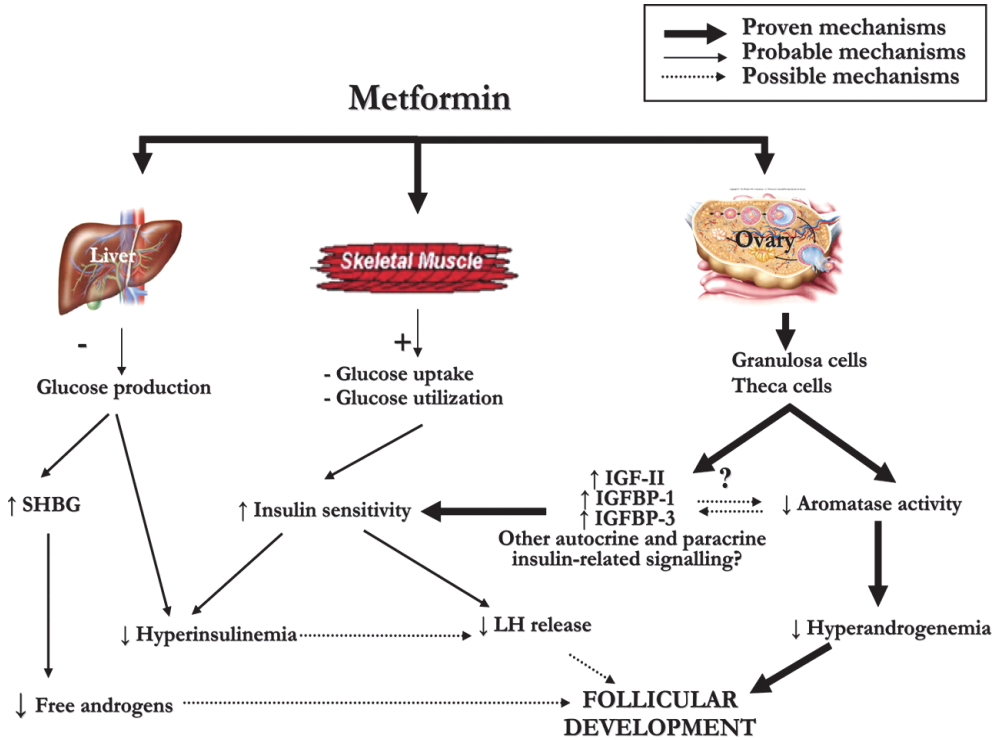 Proven mechanisms
Probable mechanisms
Possible mechanisms
Metformin
Liver
Skeletal Muscle
Ovary
-
+
Glucose production
- Glucose uptake
- Glucose utilization
Granulosa cells
Theca cells
↑ SHBG
↑ Insulin sensitivity
↑ IGF-II
↑ IGFBP-1
↑ IGFBP-3
Other autocrine and paracrine
insulin-related signalling?
?
↓ Aromatase activity
↓ Hyperinsulinemia
↓ LH release
↓ Hyperandrogenemia
↓ Free androgens
FOLLICULAR
DEVELOPMENT